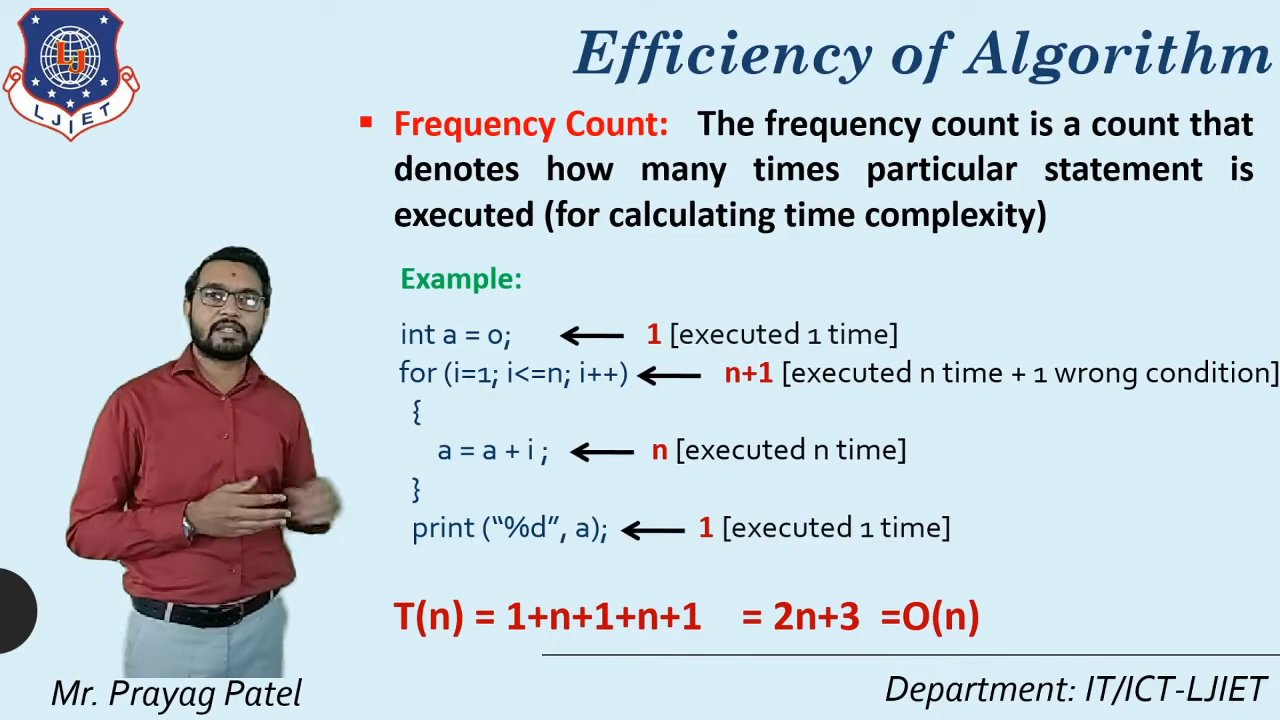 LJ
LJIET
Efficiency of Algorithm
▪ Frequency Count: The frequency count is a count that
denotes how many times particular statement is
executed (for calculating time complexity)
Example:
int a = 0; ← 1 [executed 1 time]
for (i=1; i<=n; i++) ← n+1 [executed n time + 1 wrong condition]
{
a = a + i ; ← n [executed n time]
}
print (“%d”, a); ← 1 [executed 1 time]
T(n) = 1+n+1+n+1 = 2n+3 =O(n)
Mr. Prayag Patel
Department: IT/ICT-LJIET